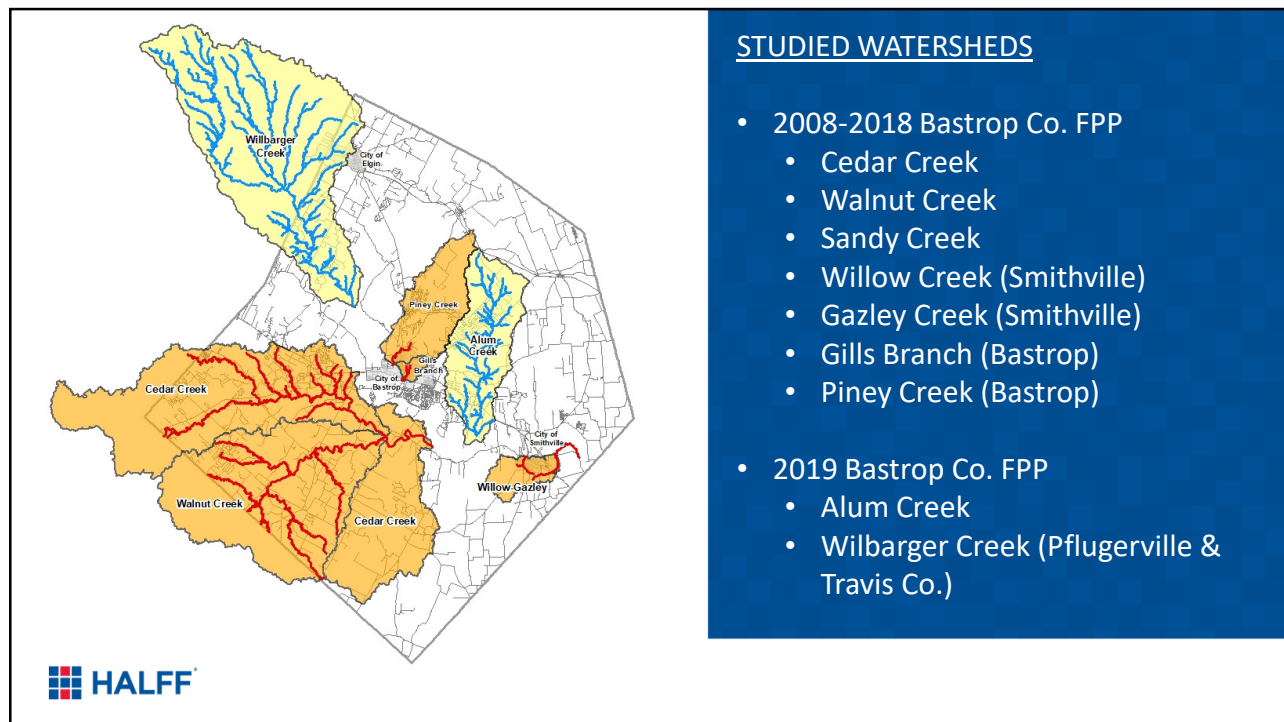 Willbarger
Creek
City of
Elgin
Piney Creek
Alum
Creek
Gills
Branch
City of
Bastrop
Cedar Creek
City of
Smithville
Willow-Gazley
Walnut Creek
Cedar Creek
HALFF
STUDIED WATERSHEDS
• 2008-2018 Bastrop Co. FPP
• Cedar Creek
• Walnut Creek
• Sandy Creek
• Willow Creek (Smithville)
• Gazley Creek (Smithville)
• Gills Branch (Bastrop)
• Piney Creek (Bastrop)
• 2019 Bastrop Co. FPP
• Alum Creek
• Wilbarger Creek (Pflugerville &
Travis Co.)